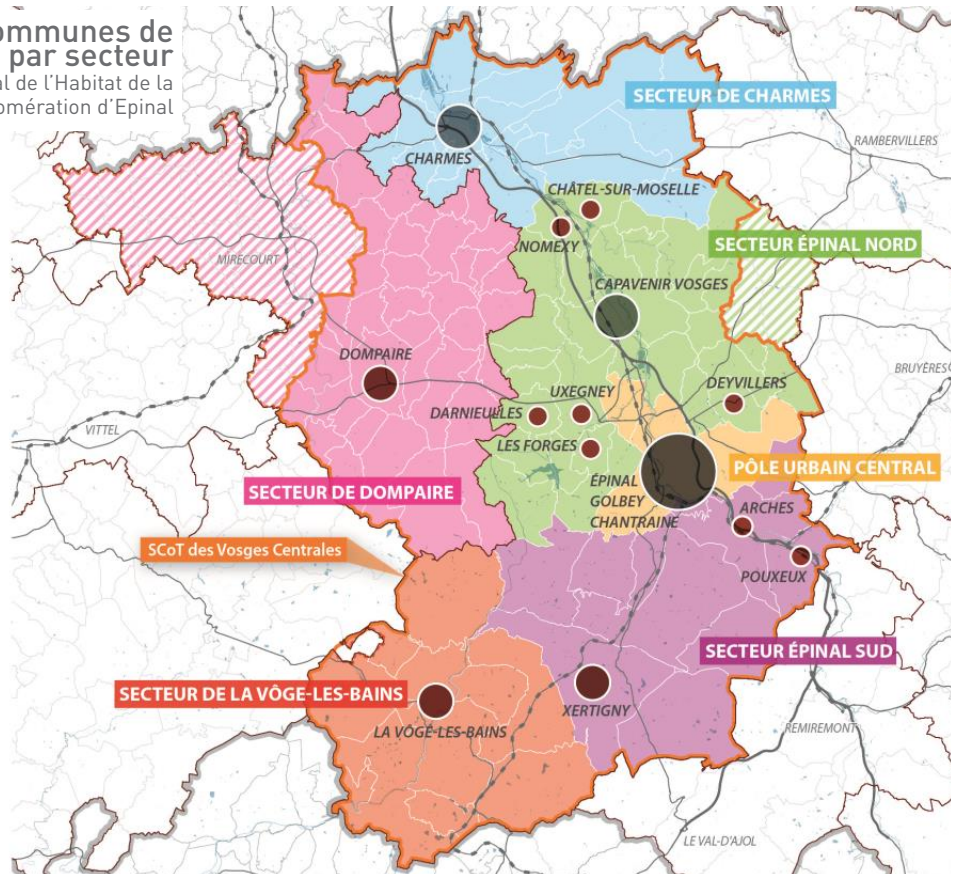 ommunes de
par secteur
al de l'Habitat de la
omération d'Epinal
SECTEUR DE CHARMES
RAMBERVILLERS
CHARMES
CHÂTEL-SUR-MOSELLE
NOMEXY
SECTEUR ÉPINAL NORD
MIRECOURT
CAPAVENIR VOSGES
DOMPAIRE
BRUYÈRES
UXEGNEY
DEYVILLERS
DARNIEULLES
VITTEL
LES FORGES
PÔLE URBAIN CENTRAL
ÉPINAL
GOLBEY
CHANTRAINE
SECTEUR DE DOMPAIRE
ARCHES
SCoT des Vosges Centrales
POUXEUX
SECTEUR ÉPINAL SUD
SECTEUR DE LA VÔGE-LES-BAINS
XERTIGNY
LA VÔGE-LES-BAINS
REMIREMONT
LE VAL-D'AJOL